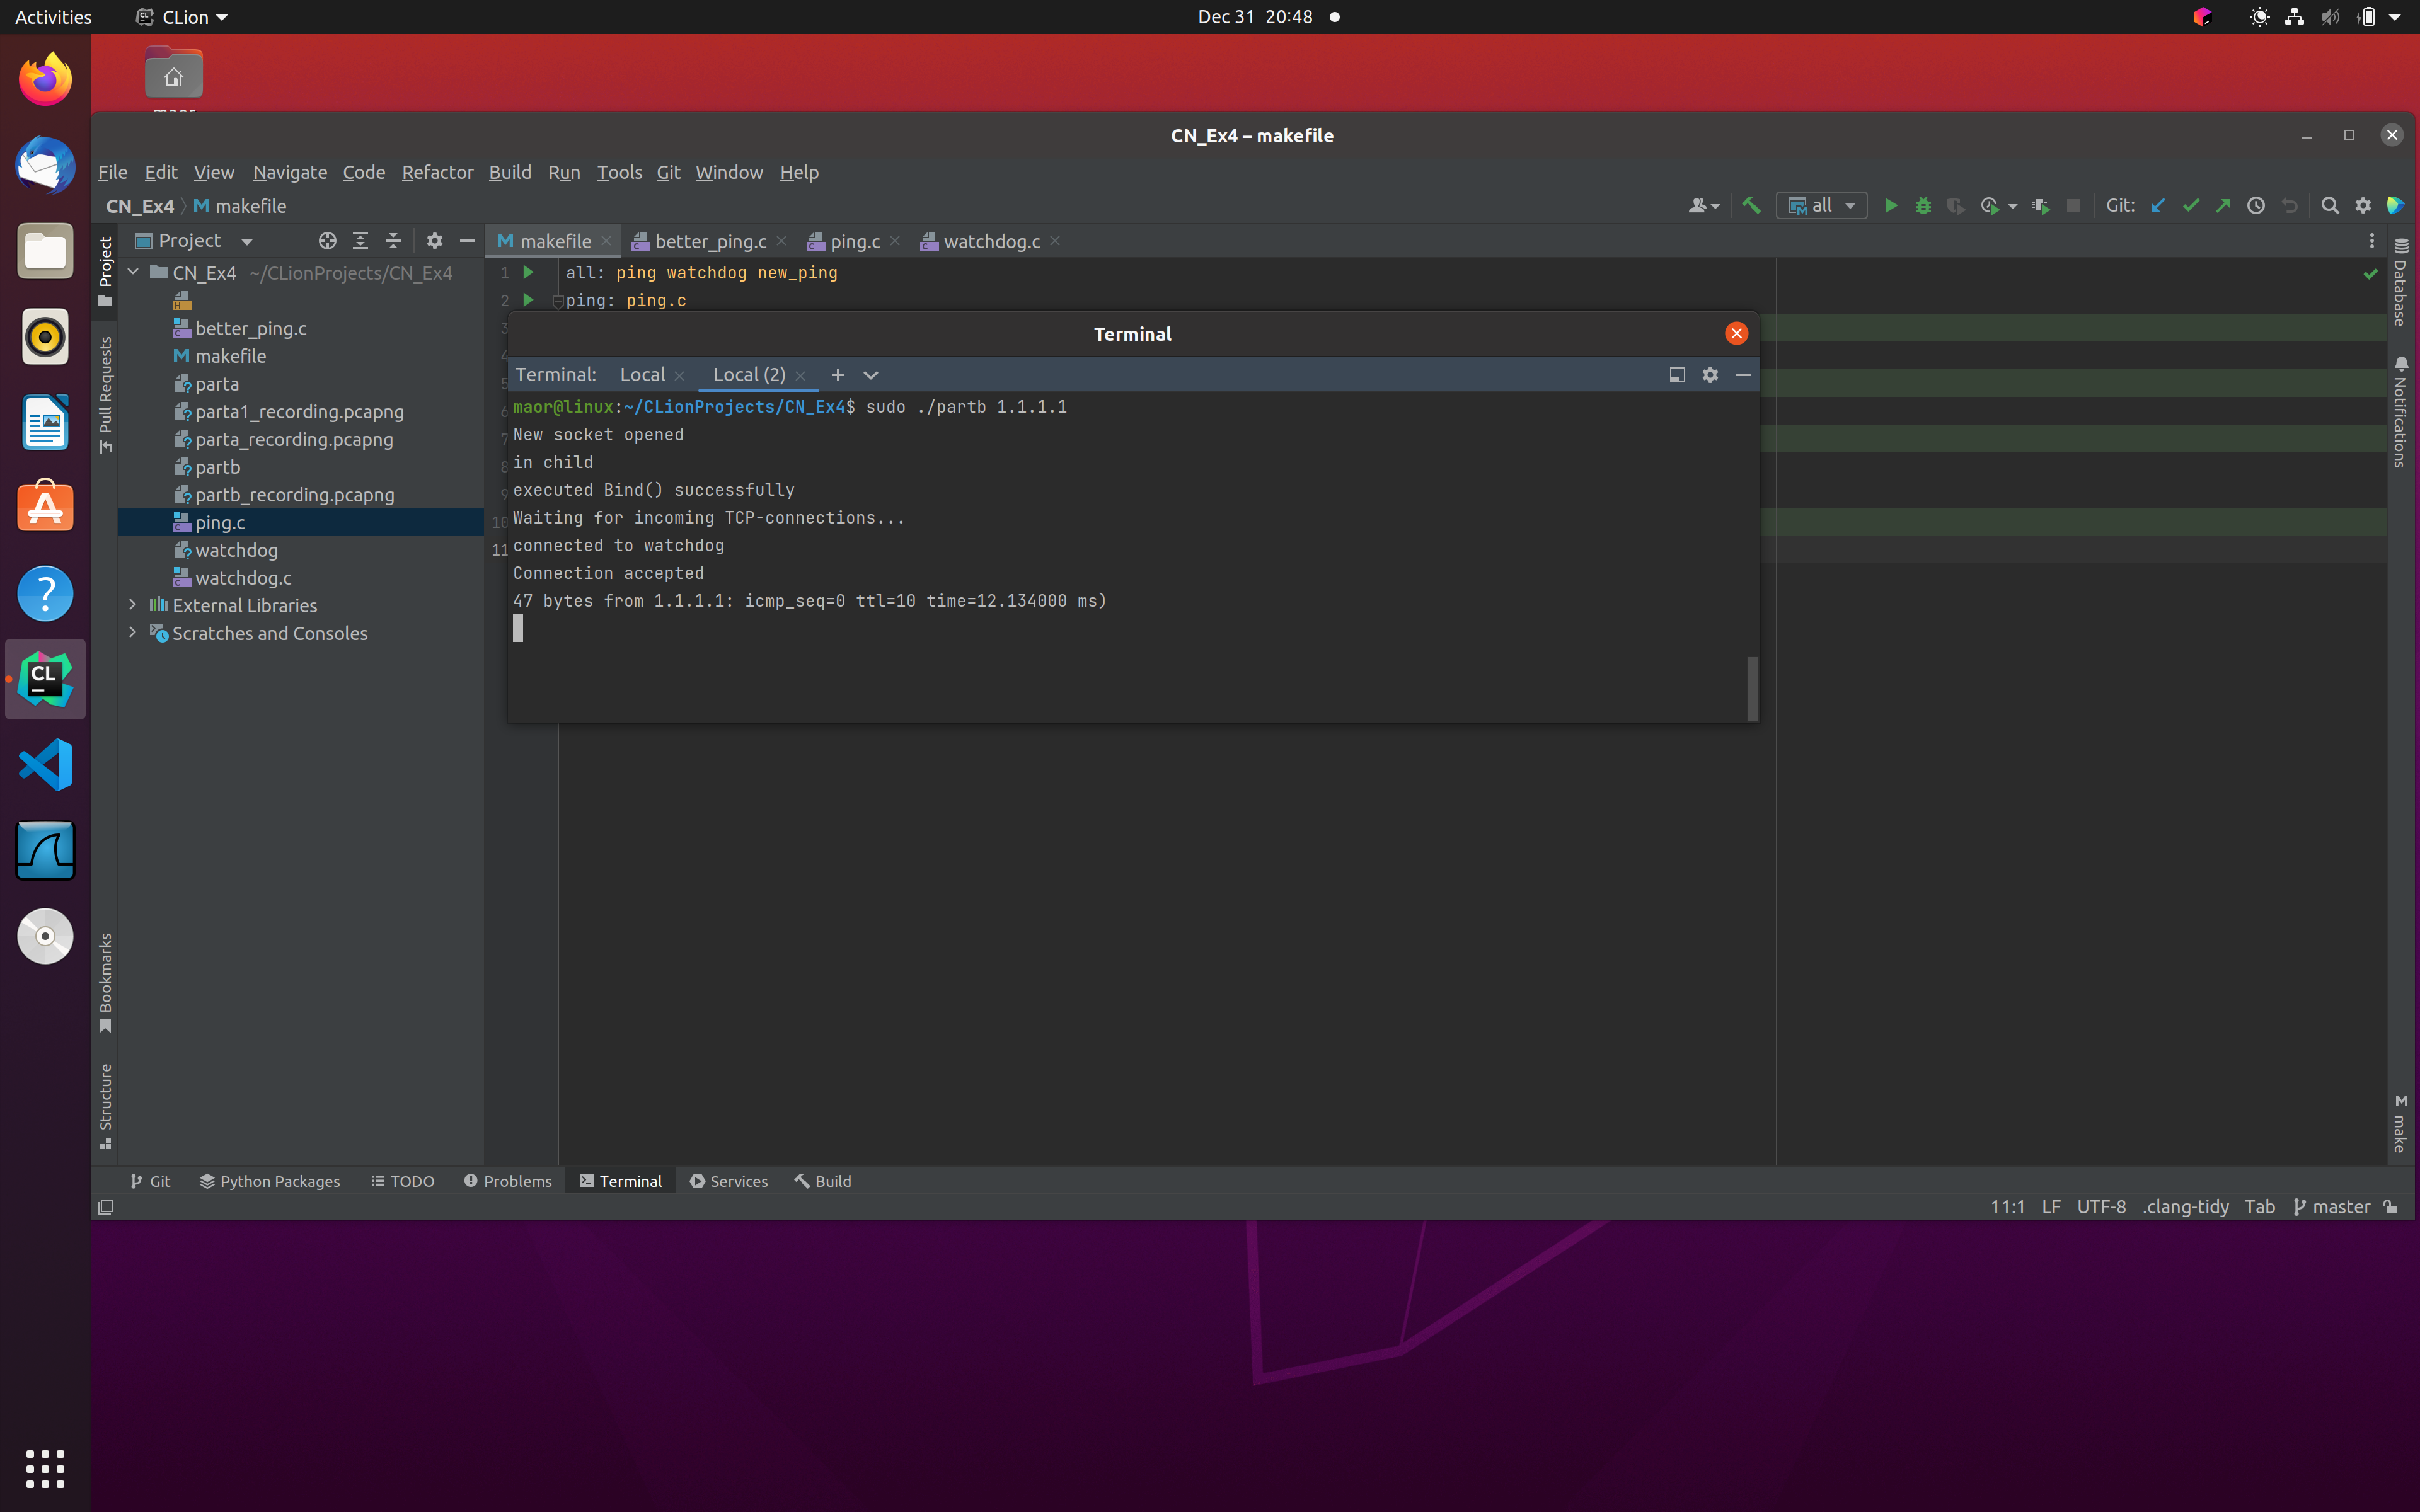 Activities
CLion
Dec 31 20:48
CN_Ex4 – makefile
File Edit View Navigate Code Refactor Build Run Tools Git Window Help
CN_Ex4 makefile
all
Git:
Project
makefile
better_ping.c
ping.c
watchdog.c
CN_Ex4 ~/CLionProjects/CN_Ex4
better_ping.c
makefile
parta
parta1_recording.pcapng
parta_recording.pcapng
partb
partb_recording.pcapng
ping.c
watchdog
watchdog.c
External Libraries
Scratches and Consoles
1 all: ping watchdog new_ping
2 ping: ping.c
10
11
Terminal
Terminal: Local Local (2)
maor@linux:~/CLionProjects/CN_Ex4$ sudo ./partb 1.1.1.1
New socket opened
in child
executed Bind() successfully
Waiting for incoming TCP-connections...
connected to watchdog
Connection accepted
47 bytes from 1.1.1.1: icmp_seq=0 ttl=10 time=12.134000 ms)
Project
Pull Requests
Bookmarks
Structure
Database
Notifications
make
Git Python Packages TODO Problems Terminal Services Build
11:1 LF UTF-8 .clang-tidy Tab master